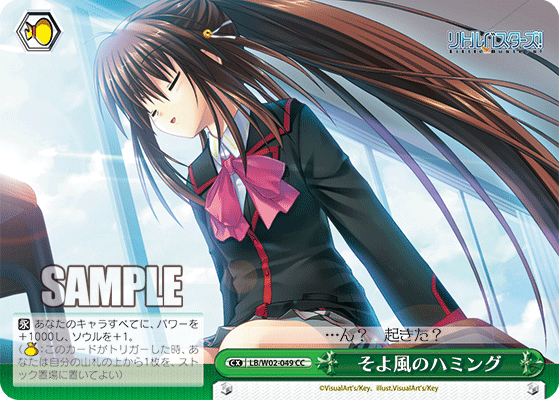 リトルバスターズ!
LITTLE BUSTERS!
SAMPLE
永 あなたのキャラすべてに、パワーを
+1000し、ソウルを+1。
(:このカードがトリガーした時、あ
なたは自分の山札の上から1枚を、スト
ック置場に置いてよい)
…ん? 起きた?
GX LB/W02-049 CC
そよ風のハミング
©VisualArt's/Key, illust.VisualArt's/Key